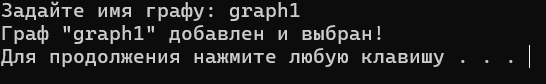 Задайте имя графу: graph1
Граф "graph1" добавлен и выбран!
Для продолжения нажмите любую клавишу . . .